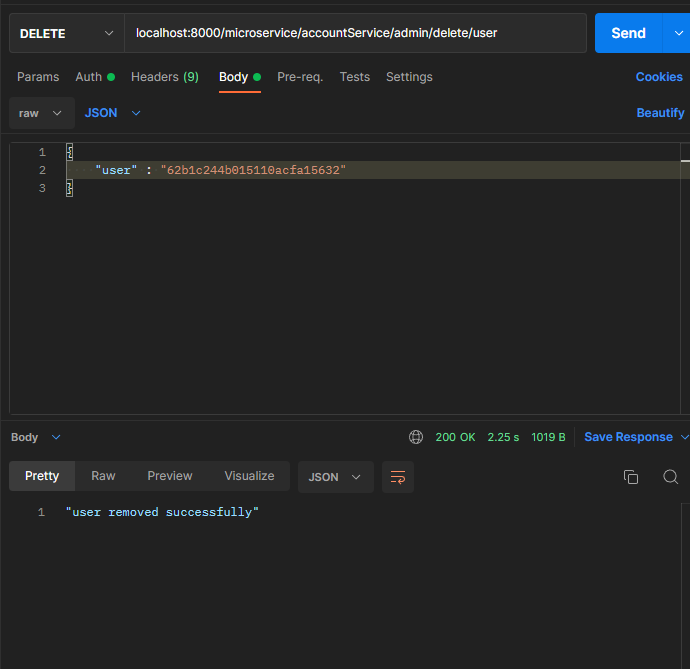 DELETE localhost:8000/microservice/accountService/admin/delete/user Send
Params Auth Headers (9) Body Pre-req. Tests Settings Cookies
raw JSON Beautify
1 {
2 "user" : "62b1c244b015110acfa15632"
3 }
Body 200 OK 2.25 s 1019 B Save Response
Pretty Raw Preview Visualize JSON
1 "user removed successfully"